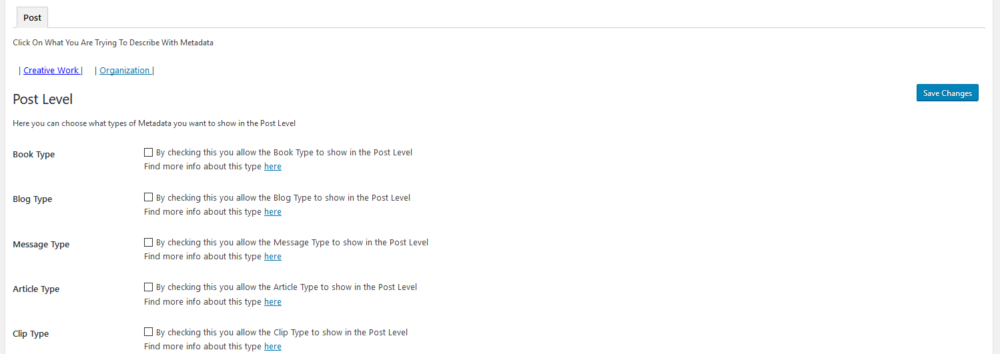 Post
Click On What You Are Trying To Describe With Metadata
| Creative Work | | Organization |
Post Level
Save Changes
Here you can choose what types of Metadata you want to show in the Post Level
Book Type
By checking this you allow the Book Type to show in the Post Level
Find more info about this type here
Blog Type
By checking this you allow the Blog Type to show in the Post Level
Find more info about this type here
Message Type
By checking this you allow the Message Type to show in the Post Level
Find more info about this type here
Article Type
By checking this you allow the Article Type to show in the Post Level
Find more info about this type here
Clip Type
By checking this you allow the Clip Type to show in the Post Level
Find more info about this type here